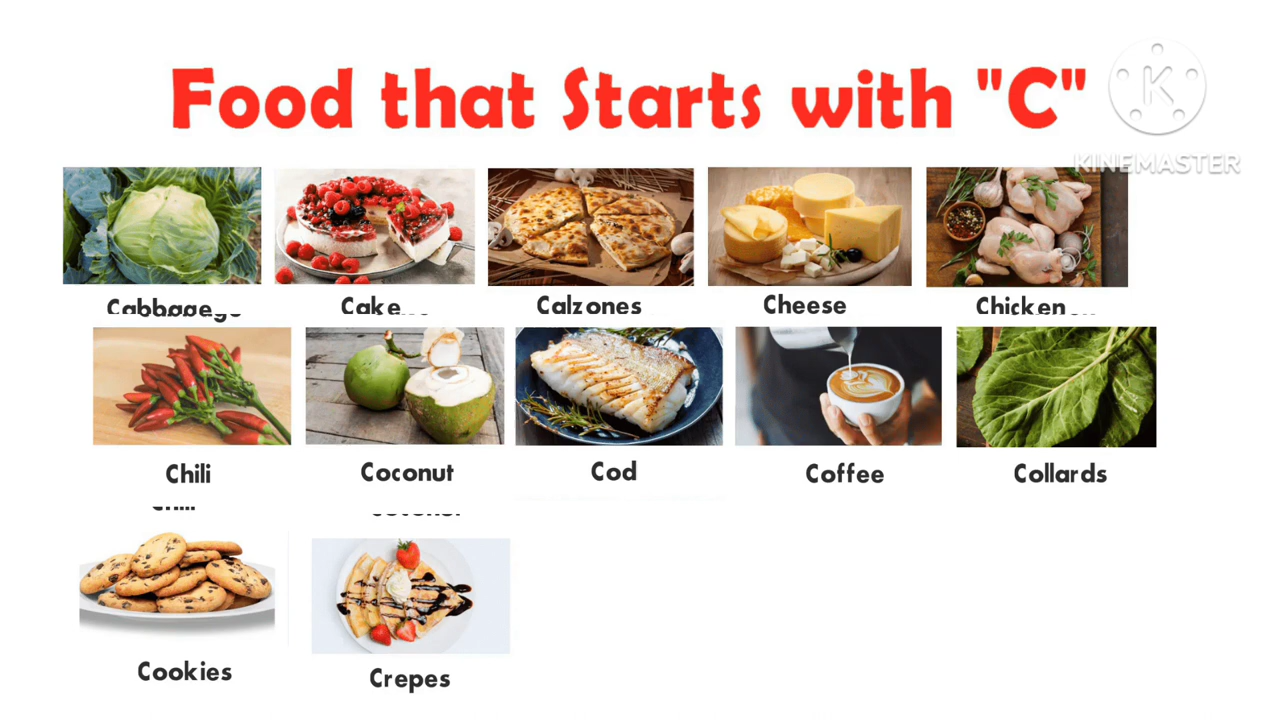 Food that Starts with "C"
K
KINEMASTER
Cabbage
Cake
Calzones
Cheese
Chicken
Chili
Coconut
Cod
Coffee
Collards
Cookies
Crepes